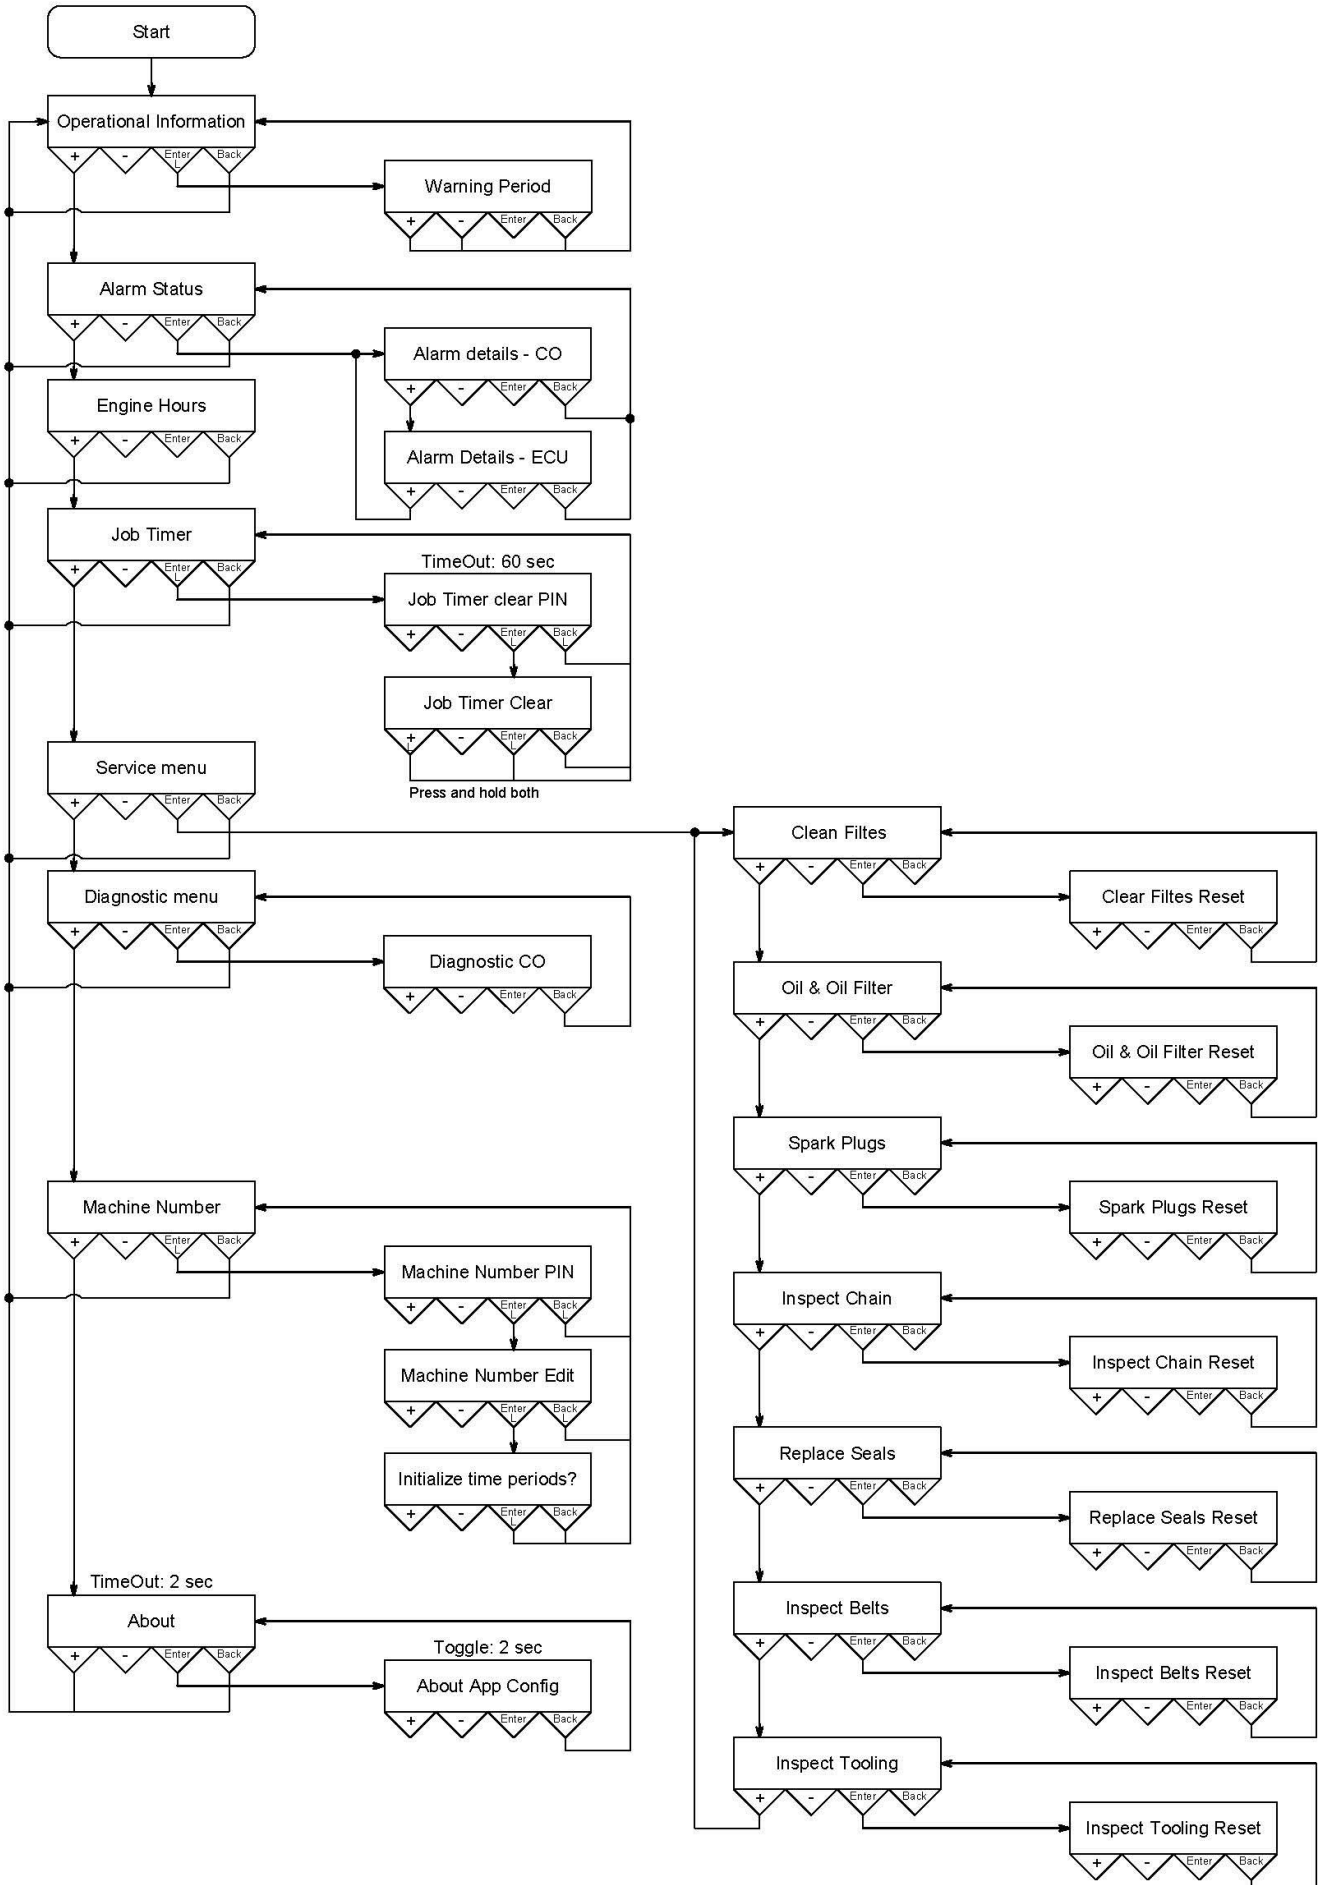 Start
Operational Information
+ - Enter L Back
Warning Period
+ - Enter Back
Alarm Status
+ - Enter Back
Alarm details - CO
+ - Enter Back
Engine Hours
+ - Enter Back
Alarm Details - ECU
+ - Enter Back
Job Timer
+ - Enter L Back
TimeOut: 60 sec
Job Timer clear PIN
+ - Enter L Back L
Job Timer Clear
+ L - Enter L Back
Press and hold both
Service menu
+ - Enter Back
Diagnostic menu
+ - Enter Back
Diagnostic CO
+ - Enter Back
Machine Number
+ - Enter L Back
Machine Number PIN
+ - Enter L Back L
Machine Number Edit
+ - Enter L Back L
Initialize time periods?
+ - Enter L Back
TimeOut: 2 sec
About
+ - Enter Back
Toggle: 2 sec
About App Config
+ - Enter Back
Clean Filtes
+ - Enter Back
Clear Filtes Reset
+ - Enter Back
Oil & Oil Filter
+ - Enter Back
Oil & Oil Filter Reset
+ - Enter Back
Spark Plugs
+ - Enter Back
Spark Plugs Reset
+ - Enter Back
Inspect Chain
+ - Enter Back
Inspect Chain Reset
+ - Enter Back
Replace Seals
+ - Enter Back
Replace Seals Reset
+ - Enter Back
Inspect Belts
+ - Enter Back
Inspect Belts Reset
+ - Enter Back
Inspect Tooling
+ - Enter Back
Inspect Tooling Reset
+ - Enter Back